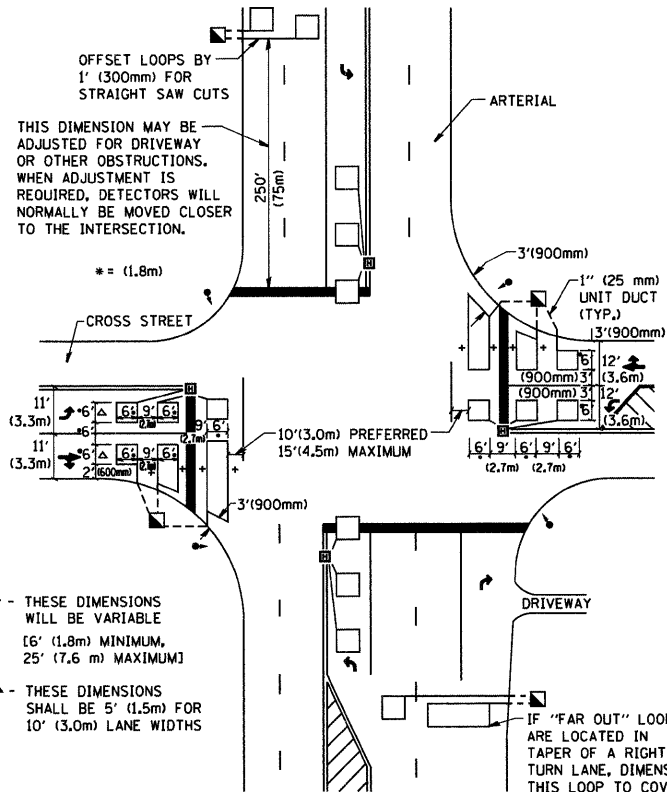 OFFSET LOOPS BY
1' (300mm) FOR
STRAIGHT SAW CUTS
ARTERIAL
THIS DIMENSION MAY BE
ADJUSTED FOR DRIVEWAY
OR OTHER OBSTRUCTIONS.
WHEN ADJUSTMENT IS
REQUIRED, DETECTORS WILL
NORMALLY BE MOVED CLOSER
TO THE INTERSECTION.
250'
(75m)
* = (1.8m)
3'(900mm)
1" (25 mm)
UNIT DUCT
(TYP.)
CROSS STREET
3'(900mm)
6'
12'
(3.6m)
(900mm) 3'
(900mm) 3'
12'
(3.6m)
6'
H
H
H
H
11'
(3.3m)
6'
6' 9' 6'
(2.7m)
9' 6'
(2.7m)
6'
11'
(3.3m)
6'
6' 9' 6'
2' (600mm)
10'(3.0m) PREFERRED
15'(4.5m) MAXIMUM
6' 9' 6' 9' 6'
(2.7m) (2.7m)
3'(900mm)
- THESE DIMENSIONS
WILL BE VARIABLE
[6' (1.8m) MINIMUM,
25' (7.6 m) MAXIMUM]
DRIVEWAY
- THESE DIMENSIONS
SHALL BE 5' (1.5m) FOR
10' (3.0m) LANE WIDTHS
IF "FAR OUT" LOO
ARE LOCATED IN
TAPER OF A RIGHT
TURN LANE, DIMENS
THIS LOOP TO COV